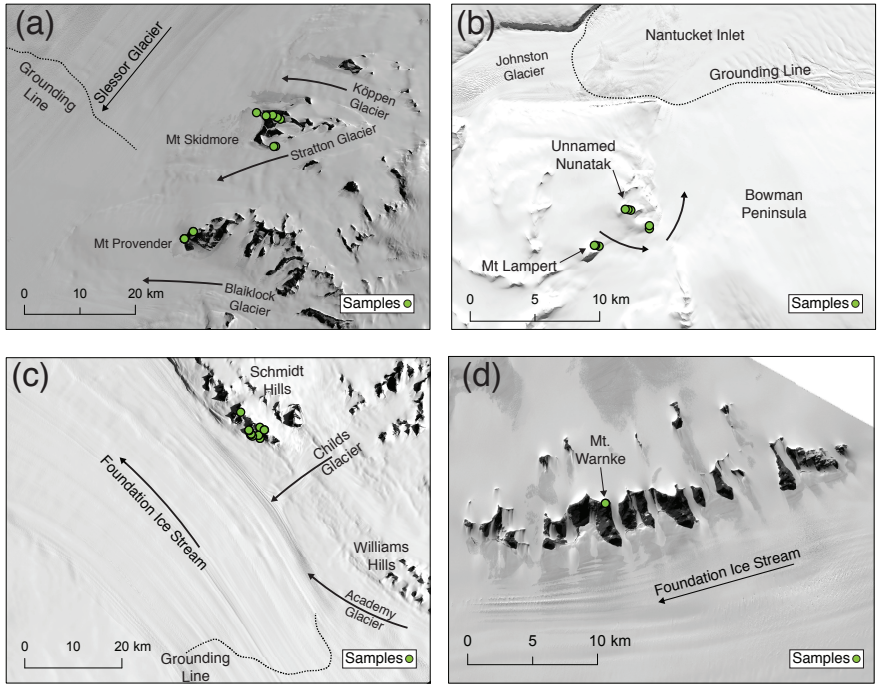 (a)
Slessor Glacier
Grounding
Line
Köppen
Glacier
Mt Skidmore
Stratton Glacier
Mt Provender
Blaiklock
Glacier
0 10 20 km
Samples
(b)
Nantucket Inlet
Johnston
Glacier
Grounding Line
Unnamed
Nunatak
Bowman
Peninsula
Mt Lampert
0 5 10 km
Samples
(c)
Schmidt
Hills
Childs
Glacier
Foundation Ice Stream
Williams
Hills
Academy
Glacier
0 10 20 km
Grounding
Line
Samples
(d)
Mt.
Warnke
Foundation Ice Stream
0 5 10 km
Samples